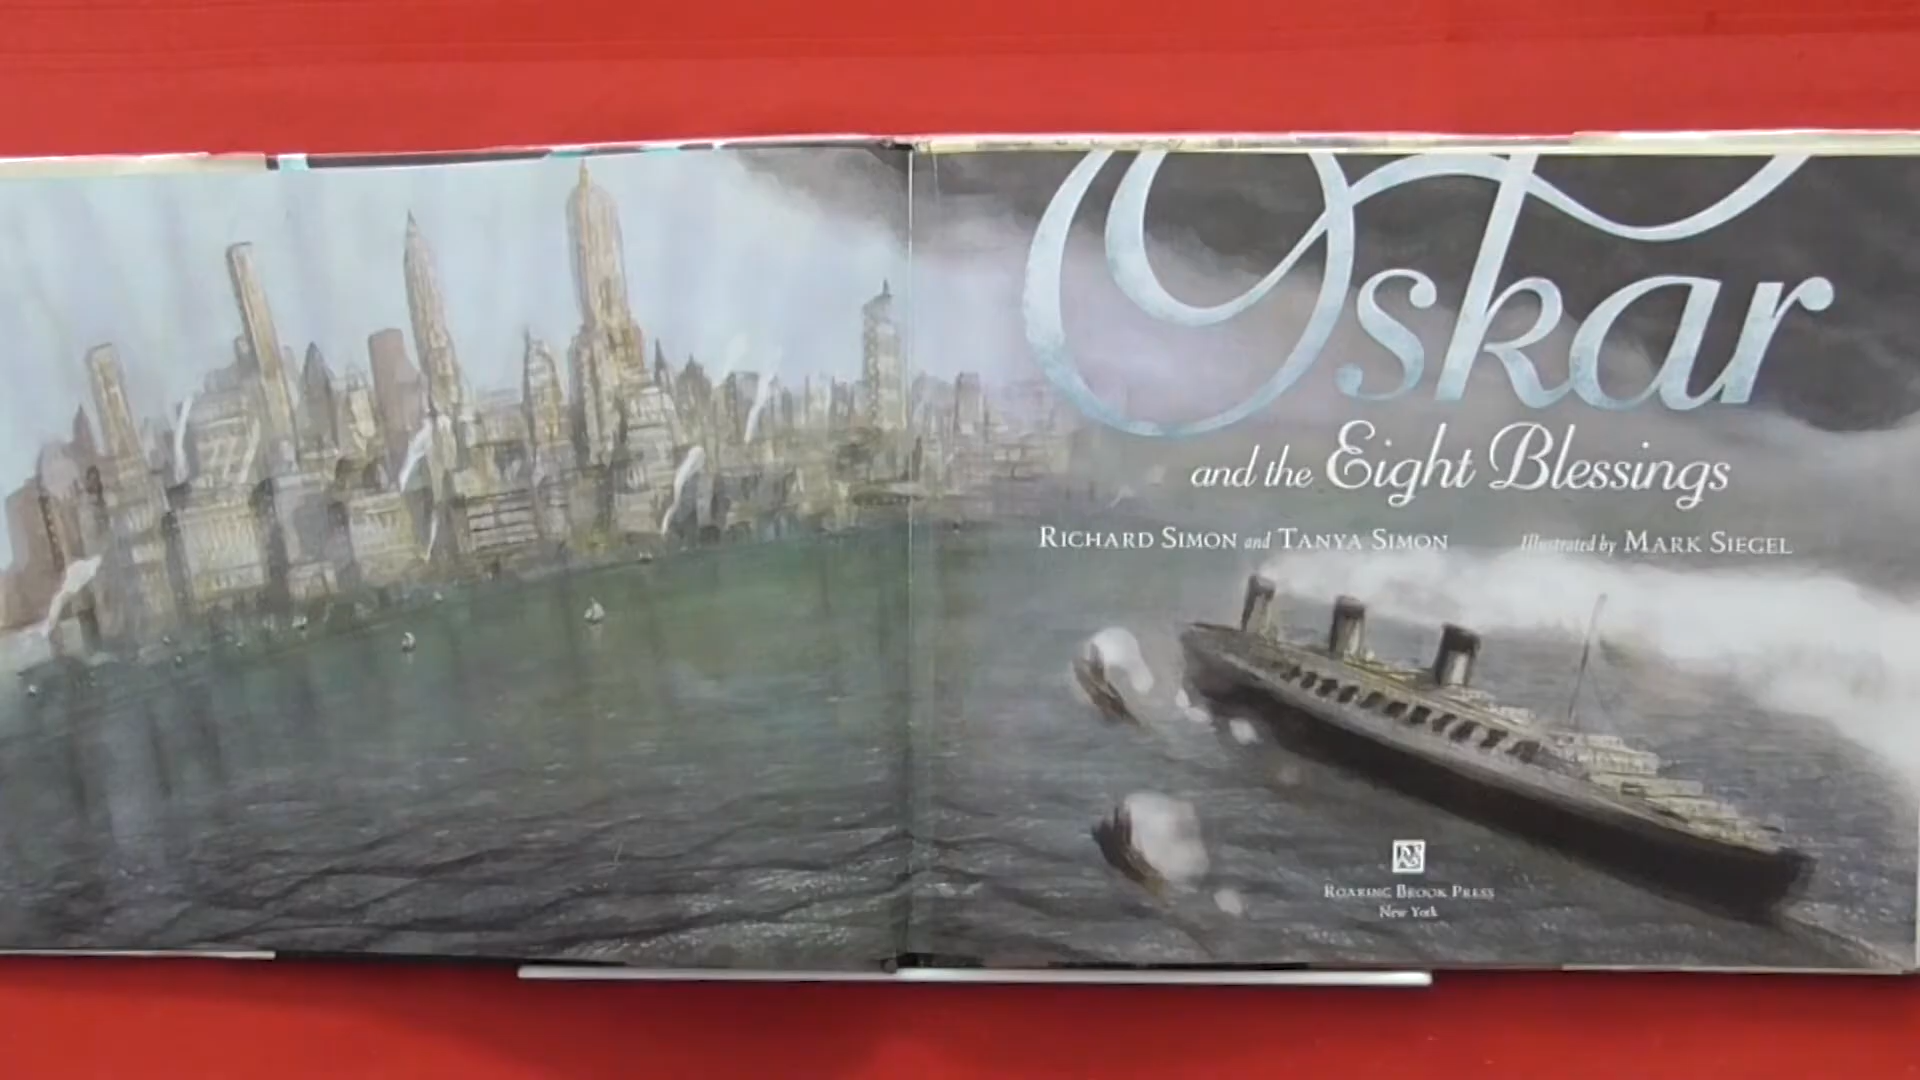 Oskar
and the Eight Blessings
RICHARD SIMON and TANYA SIMON Illustrated by MARK SIEGEL
ROARING BROOK PRESS
New York